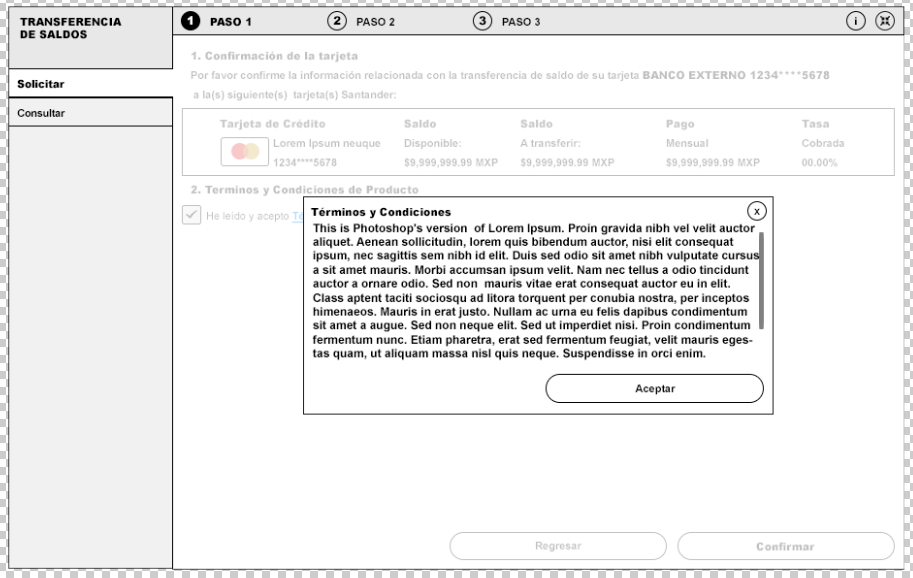 TRANSFERENCIA
DE SALDOS
1 PASO 1
2 PASO 2
3 PASO 3
i
Solicitar
Consultar
1. Confirmación de la tarjeta
Por favor confirme la información relacionada con la transferencia de saldo de su tarjeta BANCO EXTERNO 1234****5678
a la(s) siguiente(s) tarjeta(s) Santander:
Tarjeta de Crédito Saldo Saldo Pago Tasa
Lorem Ipsum neuque Disponible: A transferir: Mensual Cobrada
1234****5678 $9,999,999.99 MXP $9,999,999.99 MXP $9,999,999.99 MXP 00.00%
2. Terminos y Condiciones de Producto
He leído y acepto Té
Términos y Condiciones x
This is Photoshop's version of Lorem Ipsum. Proin gravida nibh vel velit auctor
aliquet. Aenean sollicitudin, lorem quis bibendum auctor, nisi elit consequat
ipsum, nec sagittis sem nibh id elit. Duis sed odio sit amet nibh vulputate cursus
a sit amet mauris. Morbi accumsan ipsum velit. Nam nec tellus a odio tincidunt
auctor a ornare odio. Sed non mauris vitae erat consequat auctor eu in elit.
Class aptent taciti sociosqu ad litora torquent per conubia nostra, per inceptos
himenaeos. Mauris in erat justo. Nullam ac urna eu felis dapibus condimentum
sit amet a augue. Sed non neque elit. Sed ut imperdiet nisi. Proin condimentum
fermentum nunc. Etiam pharetra, erat sed fermentum feugiat, velit mauris eges-
tas quam, ut aliquam massa nisl quis neque. Suspendisse in orci enim.
Aceptar
Regresar
Confirmar